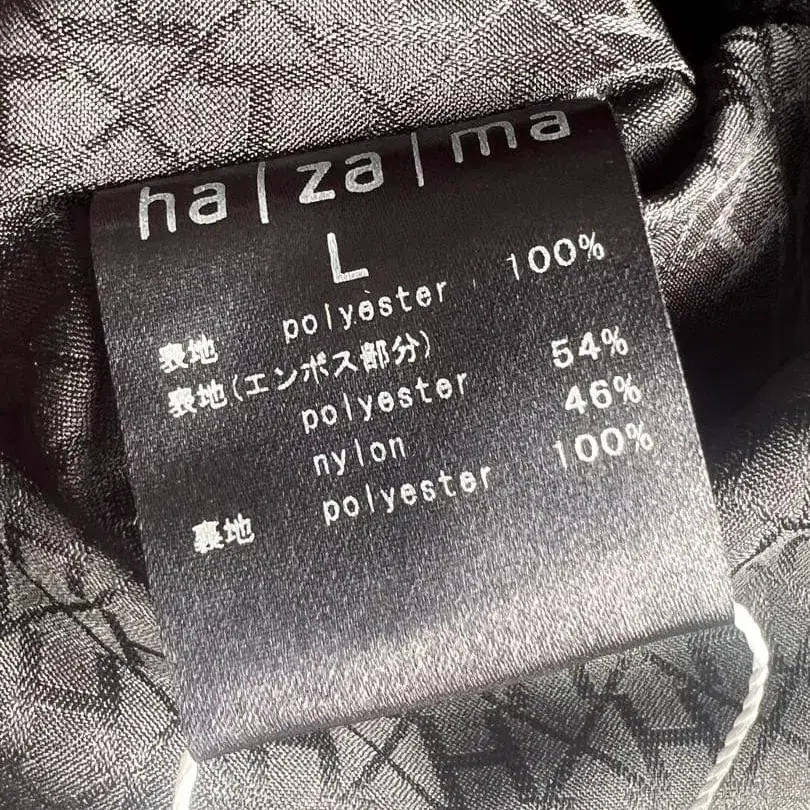 ha|za|ma
L
表地 polyester 100%
表地(エンボス部分)
polyester 54%
nylon 46%
裏地 polyester 100%